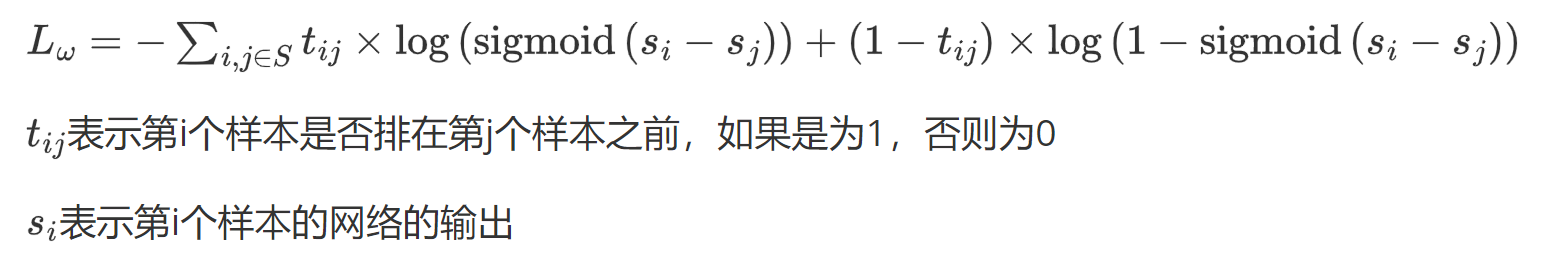 L_ω = − ∑_{i,j∈S} t_{ij} × log (sigmoid (s_i − s_j)) + (1 − t_{ij}) × log (1 − sigmoid (s_i − s_j))
t_{ij}表示第i个样本是否排在第j个样本之前，如果是为1，否则为0
s_i表示第i个样本的网络的输出